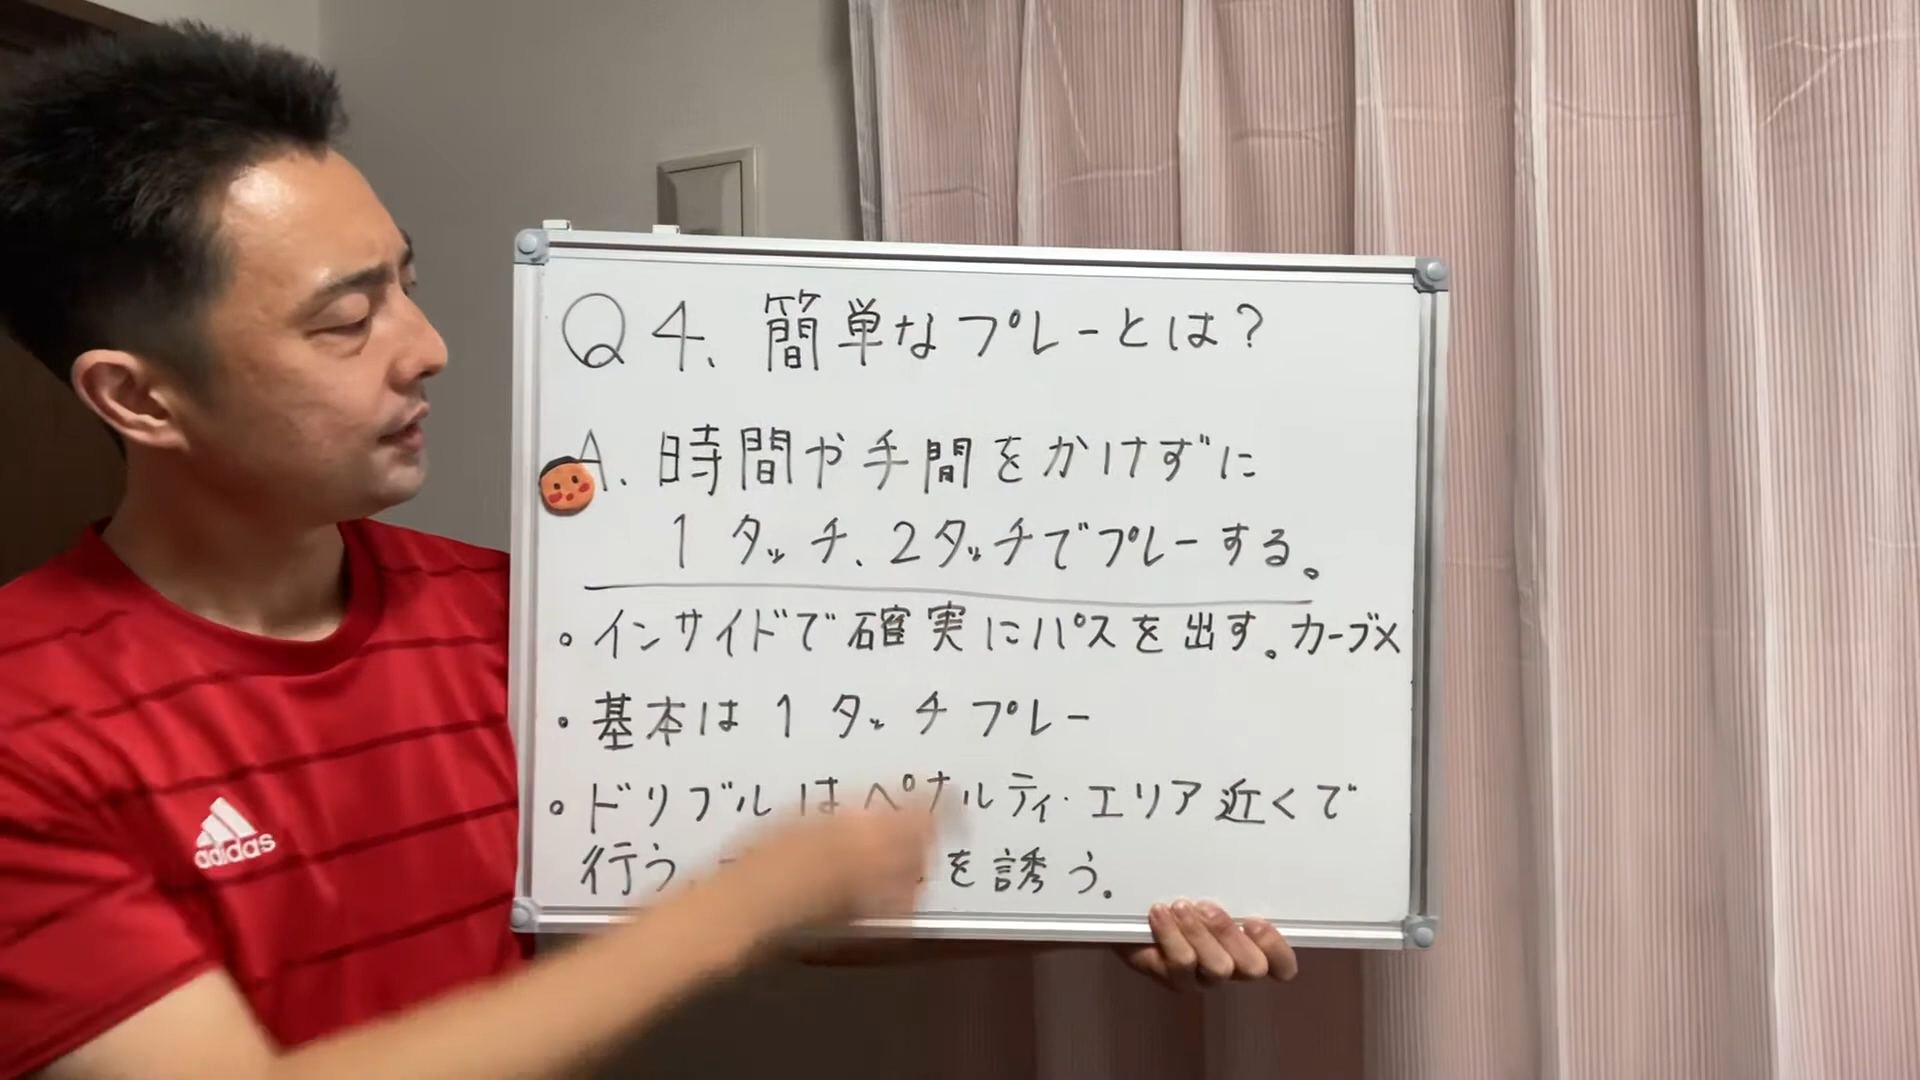 Q4、簡単なプレーとは?
A. 時間や手間をかけずに
1タッチ、2タッチでプレーする。
・インサイドで確実にパスを出す。カーブ×
・基本は1タッチプレー
・ドリブルはペナルティ・エリア近くで
行う。 を誘う。
adidas